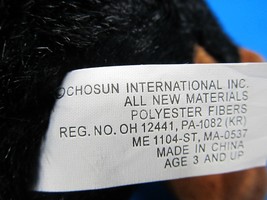 CHOSUN INTERNATIONAL INC.
ALL NEW MATERIALS
POLYESTER FIBERS
REG. NO. OH 12441, PA-1082 (KR)
ME 1104-ST, MA-0537
MADE IN CHINA
AGE 3 AND UP